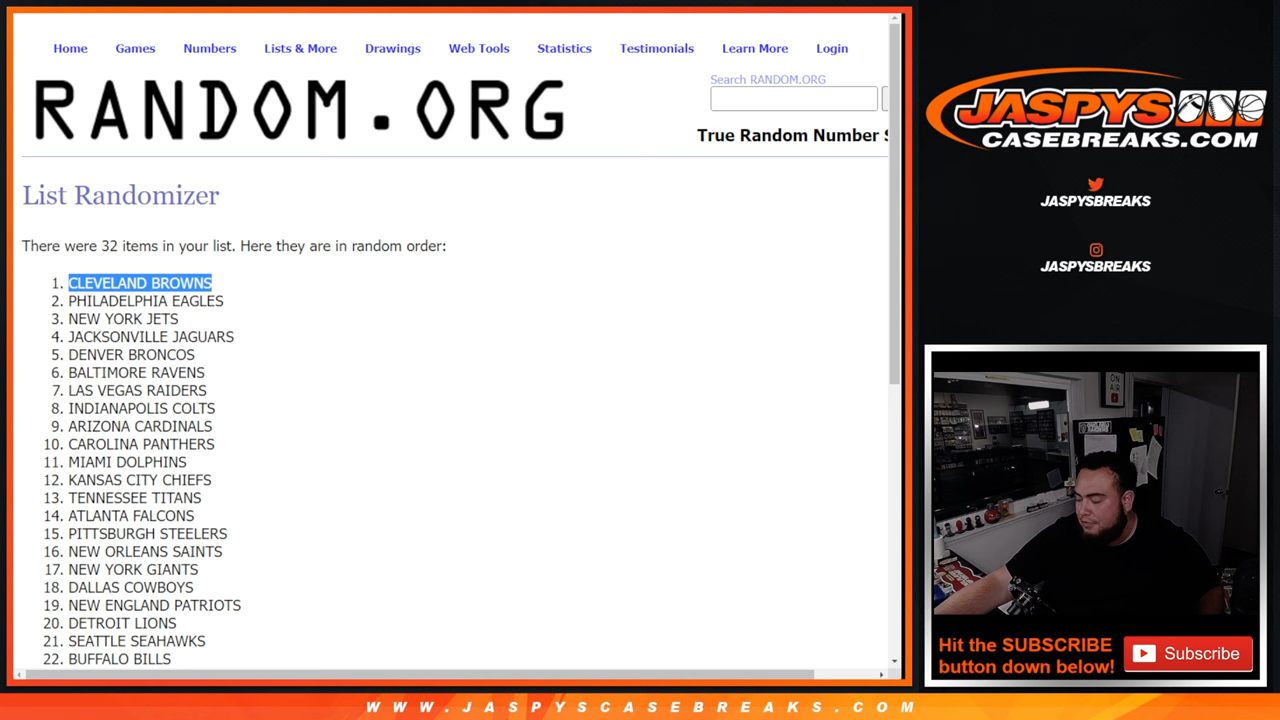 Home Games Numbers Lists & More Drawings Web Tools Statistics Testimonials Learn More Login
RANDOM.ORG
Search RANDOM.ORG
True Random Number S
List Randomizer
There were 32 items in your list. Here they are in random order:
1. CLEVELAND BROWNS
2. PHILADELPHIA EAGLES
3. NEW YORK JETS
4. JACKSONVILLE JAGUARS
5. DENVER BRONCOS
6. BALTIMORE RAVENS
7. LAS VEGAS RAIDERS
8. INDIANAPOLIS COLTS
9. ARIZONA CARDINALS
10. CAROLINA PANTHERS
11. MIAMI DOLPHINS
12. KANSAS CITY CHIEFS
13. TENNESSEE TITANS
14. ATLANTA FALCONS
15. PITTSBURGH STEELERS
16. NEW ORLEANS SAINTS
17. NEW YORK GIANTS
18. DALLAS COWBOYS
19. NEW ENGLAND PATRIOTS
20. DETROIT LIONS
21. SEATTLE SEAHAWKS
22. BUFFALO BILLS
JASPYS
CASEBREAKS.COM
JASPYSBREAKS
JASPYSBREAKS
ON
AIR
Hit the SUBSCRIBE
button down below!
Subscribe
WWW.JASPYSCASEBREAKS.COM